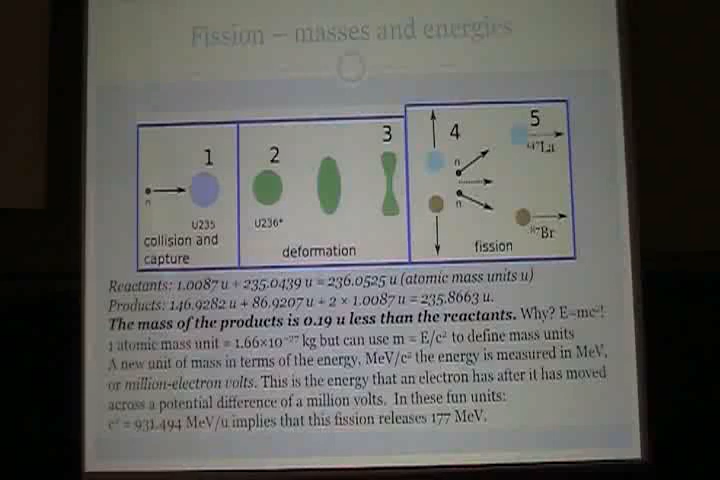 Fission – masses and energies
1
2
3
4
5
n
n
n
U235
U236*
147La
87Br
collision and
capture
deformation
fission
Reactants: 1.0087 u + 235.0439 u = 236.0525 u (atomic mass units u)
Products: 146.9282 u + 86.9207 u + 2 × 1.0087 u = 235.8663 u.
The mass of the products is 0.19 u less than the reactants. Why? E=mc²!
1 atomic mass unit = 1.66×10⁻²⁷ kg but can use m = E/c² to define mass units
A new unit of mass in terms of the energy, MeV/c² the energy is measured in MeV,
or million-electron volts. This is the energy that an electron has after it has moved
across a potential difference of a million volts. In these fun units:
c² = 931.494 MeV/u implies that this fission releases 177 MeV.